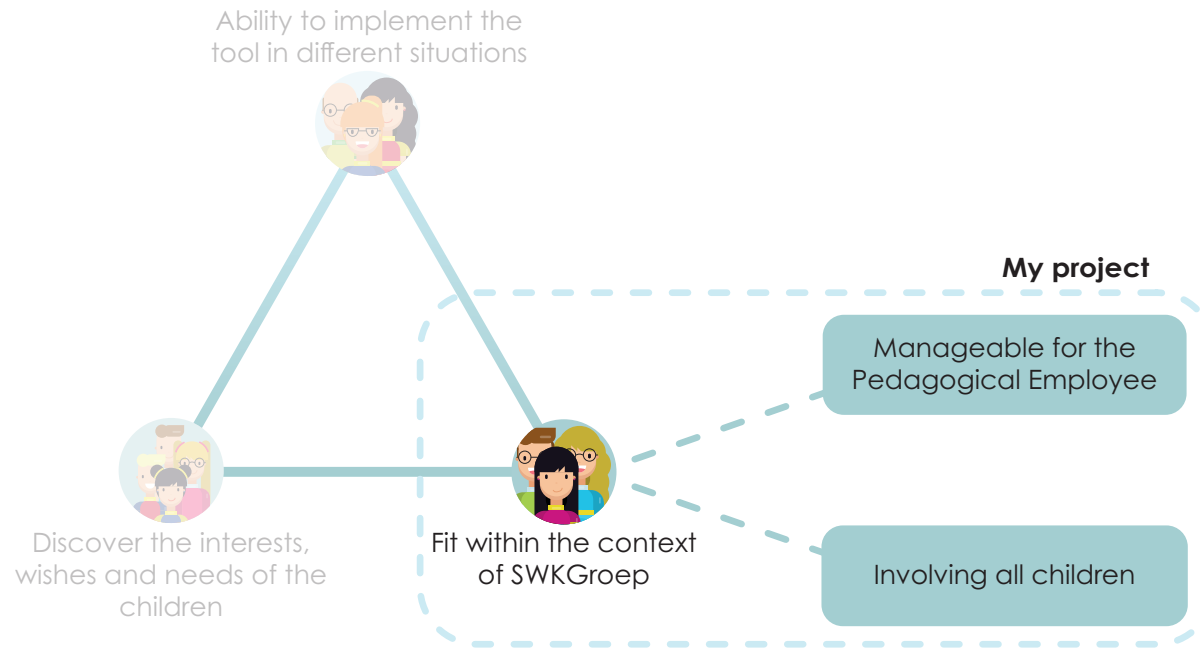 Ability to implement the
tool in different situations
My project
Manageable for the
Pedagogical Employee
Fit within the context
of SWKGroep
Discover the interests,
wishes and needs of the
children
Involving all children